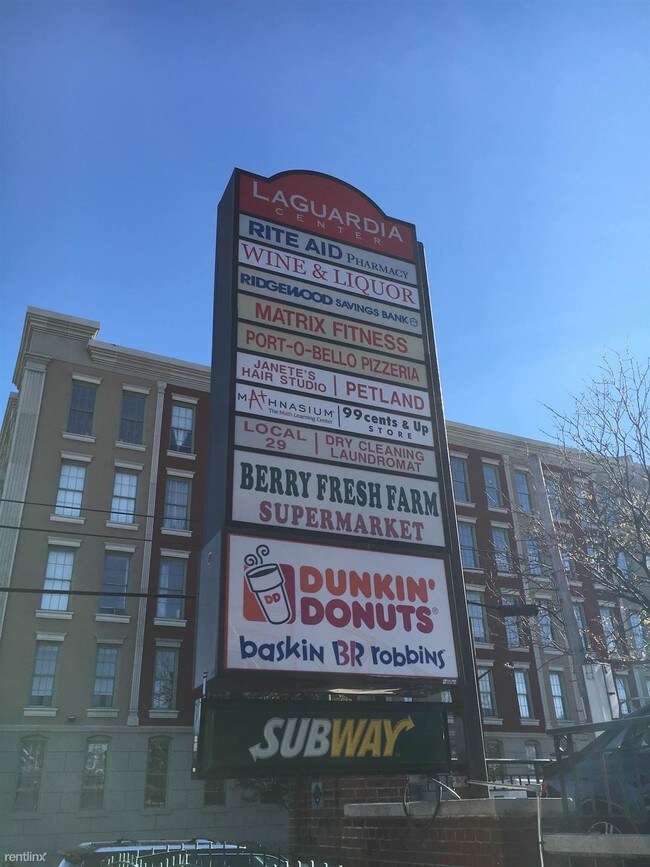 LAGUARDIA
CENTER
RITE AID PHARMACY
WINE & LIQUOR
RIDGEWOOD SAVINGS BANK
MATRIX FITNESS
PORT-O-BELLO PIZZERIA
JANETE'S
HAIR STUDIO
PETLAND
MATHNASIUM
The Math Learning Center
99cents & Up
STORE
LOCAL
29
DRY CLEANING
LAUNDROMAT
BERRY FRESH FARM
SUPERMARKET
DD
DUNKIN'
DONUTS®
baskin BR robbins
SUBWAY
rentlinx